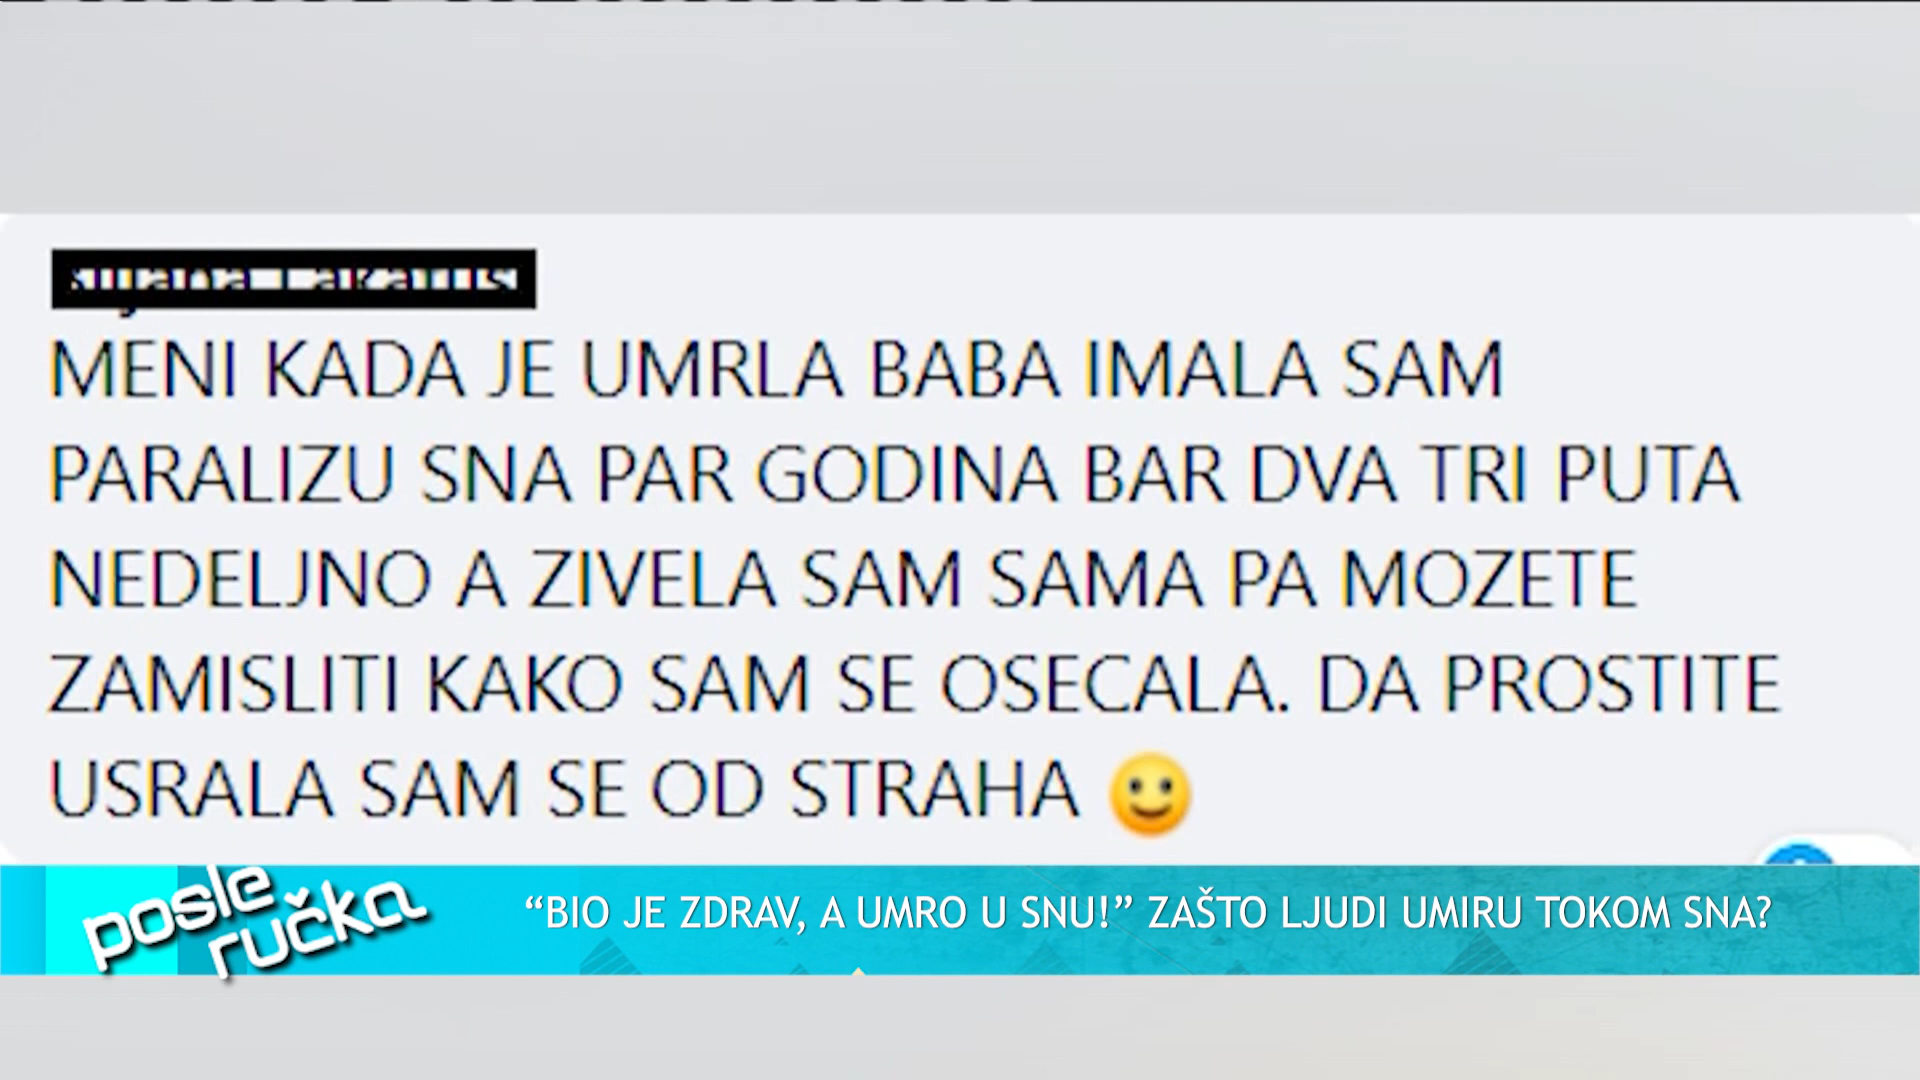 MENI KADA JE UMRLA BABA IMALA SAM
PARALIZU SNA PAR GODINA BAR DVA TRI PUTA
NEDELJNO A ZIVELA SAM SAMA PA MOZETE
ZAMISLITI KAKO SAM SE OSECALA. DA PROSTITE
USRALA SAM SE OD STRAHA 🙂
posle
ručka
“BIO JE ZDRAV, A UMRO U SNU!” ZAŠTO LJUDI UMIRU TOKOM SNA?